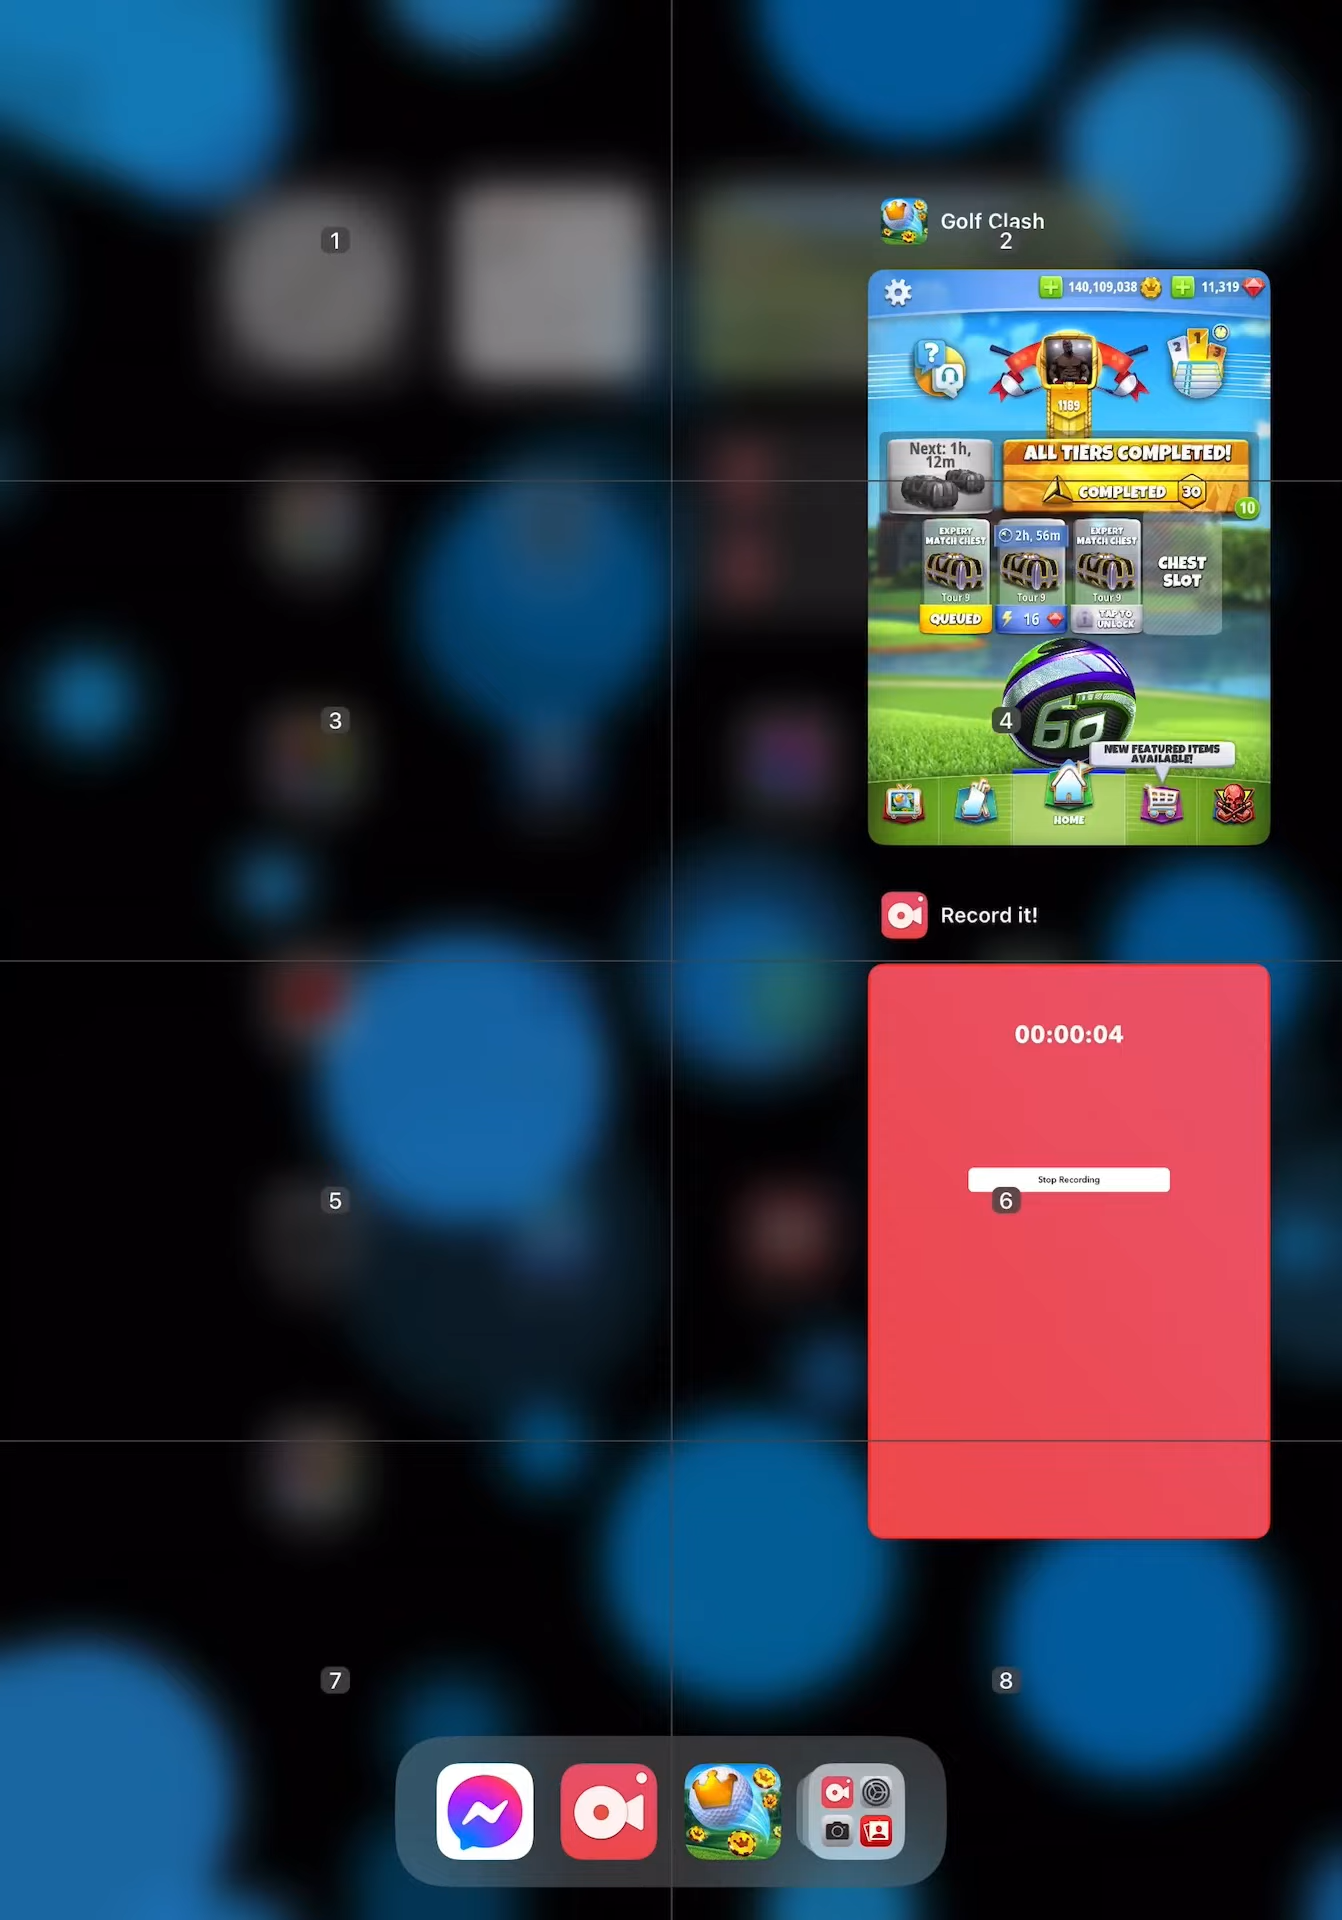 1
Golf Clash
2
140,109,038
11,319
2 1 3
?
1189
Next: 1h,
12m
ALL TIERS COMPLETED!
COMPLETED 30
10
EXPERT
MATCH CHEST
Tour 9
QUEUED
2h, 56m
Tour 9
16
EXPERT
MATCH CHEST
Tour 9
TAP TO
UNLOCK
CHEST
SLOT
3
4
NEW FEATURED ITEMS
AVAILABLE!
HOME
Record it!
00:00:04
Stop Recording
5
6
7
8